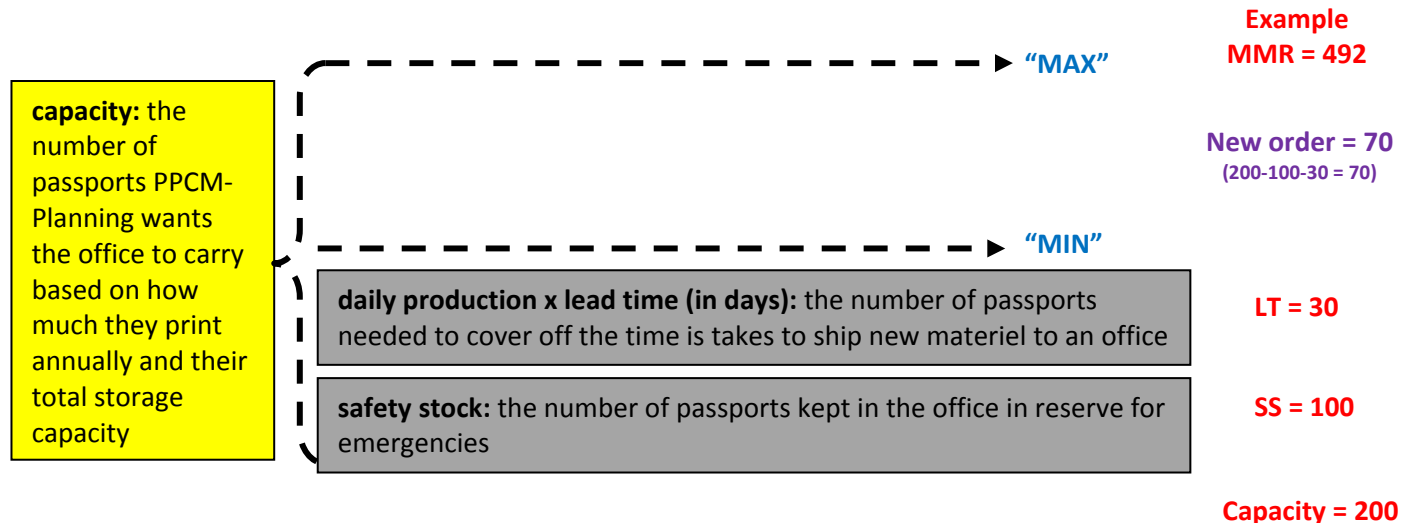 Example
MMR = 492
“MAX”
capacity: the
number of
passports PPCM-
Planning wants
the office to carry
based on how
much they print
annually and their
total storage
capacity
New order = 70
(200-100-30 = 70)
“MIN”
daily production x lead time (in days): the number of passports
needed to cover off the time is takes to ship new materiel to an office
LT = 30
safety stock: the number of passports kept in the office in reserve for
emergencies
SS = 100
Capacity = 200